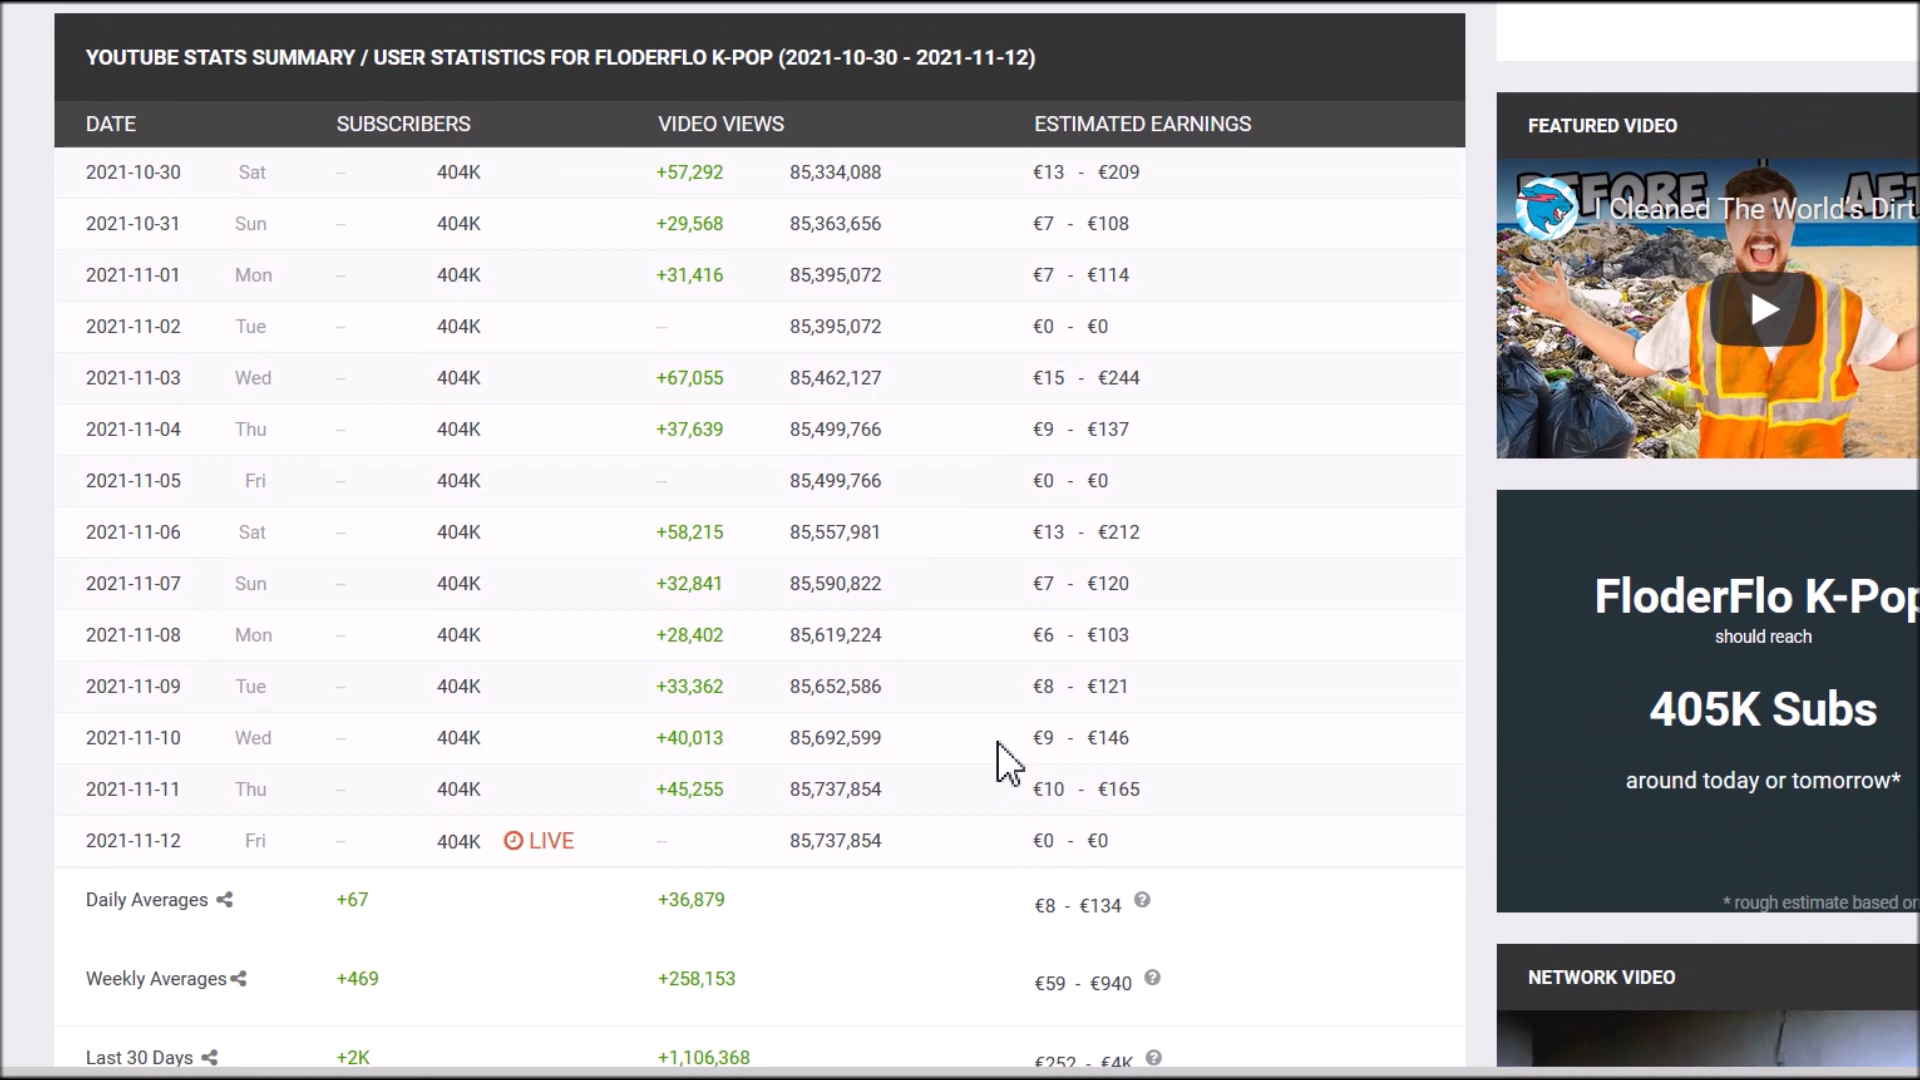 YOUTUBE STATS SUMMARY / USER STATISTICS FOR FLODERFLO K-POP (2021-10-30 - 2021-11-12)
DATE SUBSCRIBERS VIDEO VIEWS ESTIMATED EARNINGS
2021-10-30 Sat -- 404K +57,292 85,334,088 €13 - €209
2021-10-31 Sun -- 404K +29,568 85,363,656 €7 - €108
2021-11-01 Mon -- 404K +31,416 85,395,072 €7 - €114
2021-11-02 Tue -- 404K -- 85,395,072 €0 - €0
2021-11-03 Wed -- 404K +67,055 85,462,127 €15 - €244
2021-11-04 Thu -- 404K +37,639 85,499,766 €9 - €137
2021-11-05 Fri -- 404K -- 85,499,766 €0 - €0
2021-11-06 Sat -- 404K +58,215 85,557,981 €13 - €212
2021-11-07 Sun -- 404K +32,841 85,590,822 €7 - €120
2021-11-08 Mon -- 404K +28,402 85,619,224 €6 - €103
2021-11-09 Tue -- 404K +33,362 85,652,586 €8 - €121
2021-11-10 Wed -- 404K +40,013 85,692,599 €9 - €146
2021-11-11 Thu -- 404K +45,255 85,737,854 €10 - €165
2021-11-12 Fri -- 404K LIVE -- 85,737,854 €0 - €0
Daily Averages +67 +36,879 €8 - €134
Weekly Averages +469 +258,153 €59 - €940
Last 30 Days +2K +1,106,368 €252 - €4K
FEATURED VIDEO
BEFORE
I Cleaned The World's Dirt
FloderFlo K-Pop
should reach
405K Subs
around today or tomorrow*
* rough estimate based on
NETWORK VIDEO